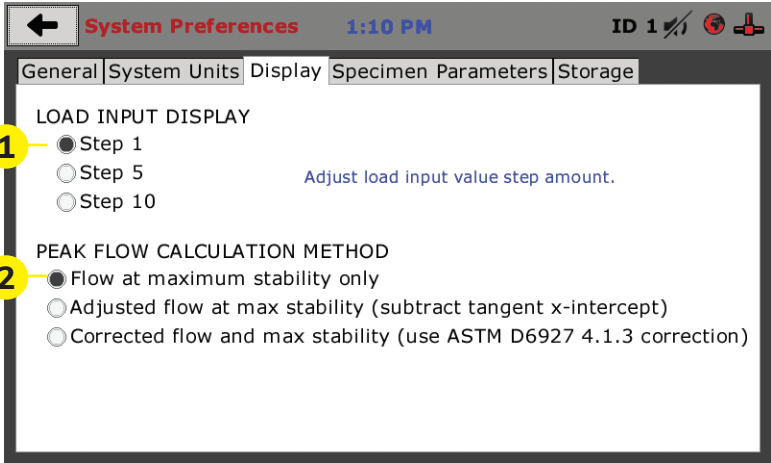 System Preferences 1:10 PM ID 1
General System Units Display Specimen Parameters Storage
LOAD INPUT DISPLAY
1
Step 1
Step 5
Adjust load input value step amount.
Step 10
PEAK FLOW CALCULATION METHOD
2
Flow at maximum stability only
Adjusted flow at max stability (subtract tangent x-intercept)
Corrected flow and max stability (use ASTM D6927 4.1.3 correction)